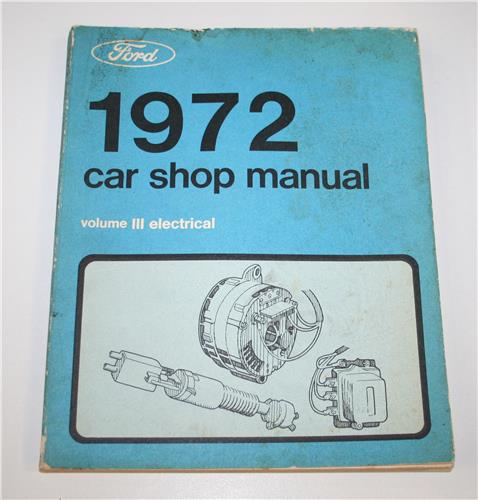 Ford
1972
car shop manual
volume III electrical